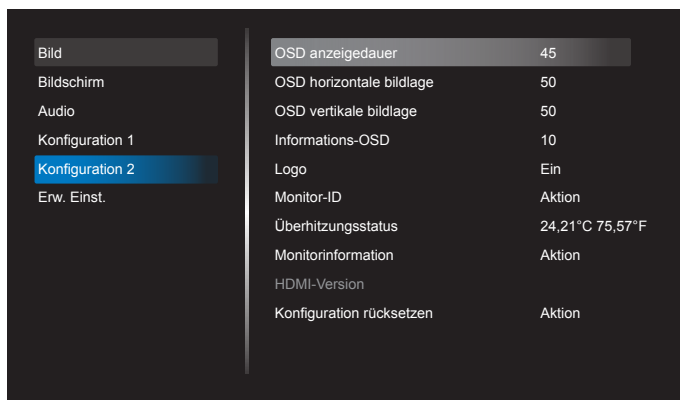 Bild
Bildschirm
Audio
Konfiguration 1
Konfiguration 2
Erw. Einst.
OSD anzeigedauer 45
OSD horizontale bildlage 50
OSD vertikale bildlage 50
Informations-OSD 10
Logo Ein
Monitor-ID Aktion
Überhitzungsstatus 24,21°C 75,57°F
Monitorinformation Aktion
HDMI-Version
Konfiguration rücksetzen Aktion